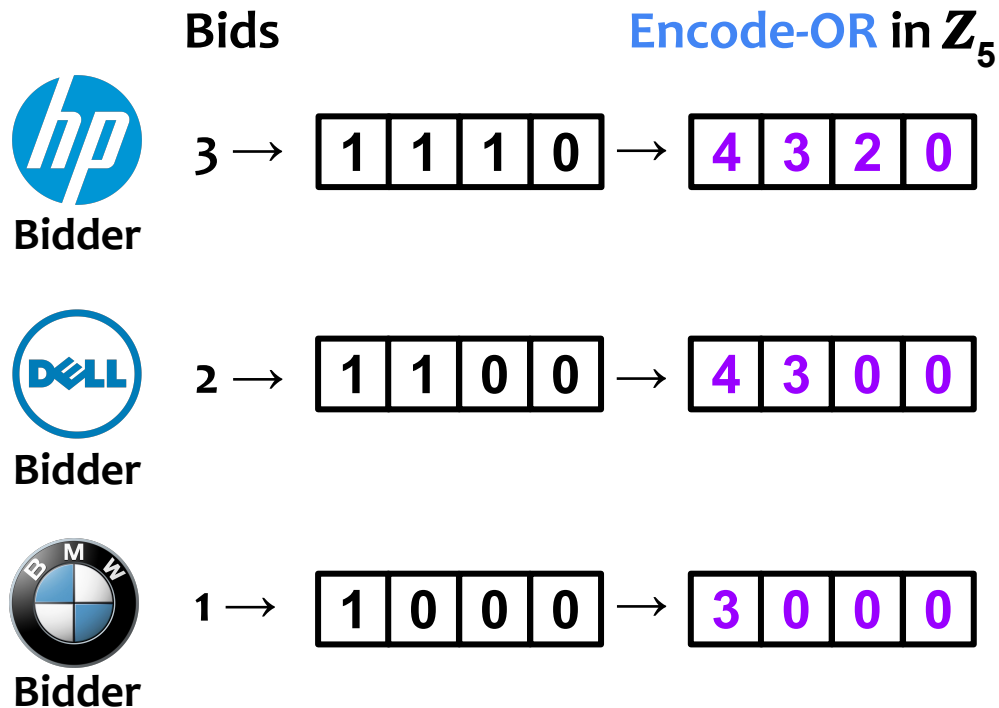 Bids Encode-OR in Z5
hp
3 → 1 1 1 0 → 4 3 2 0
Bidder
DELL
2 → 1 1 0 0 → 4 3 0 0
Bidder
BMW
1 → 1 0 0 0 → 3 0 0 0
Bidder